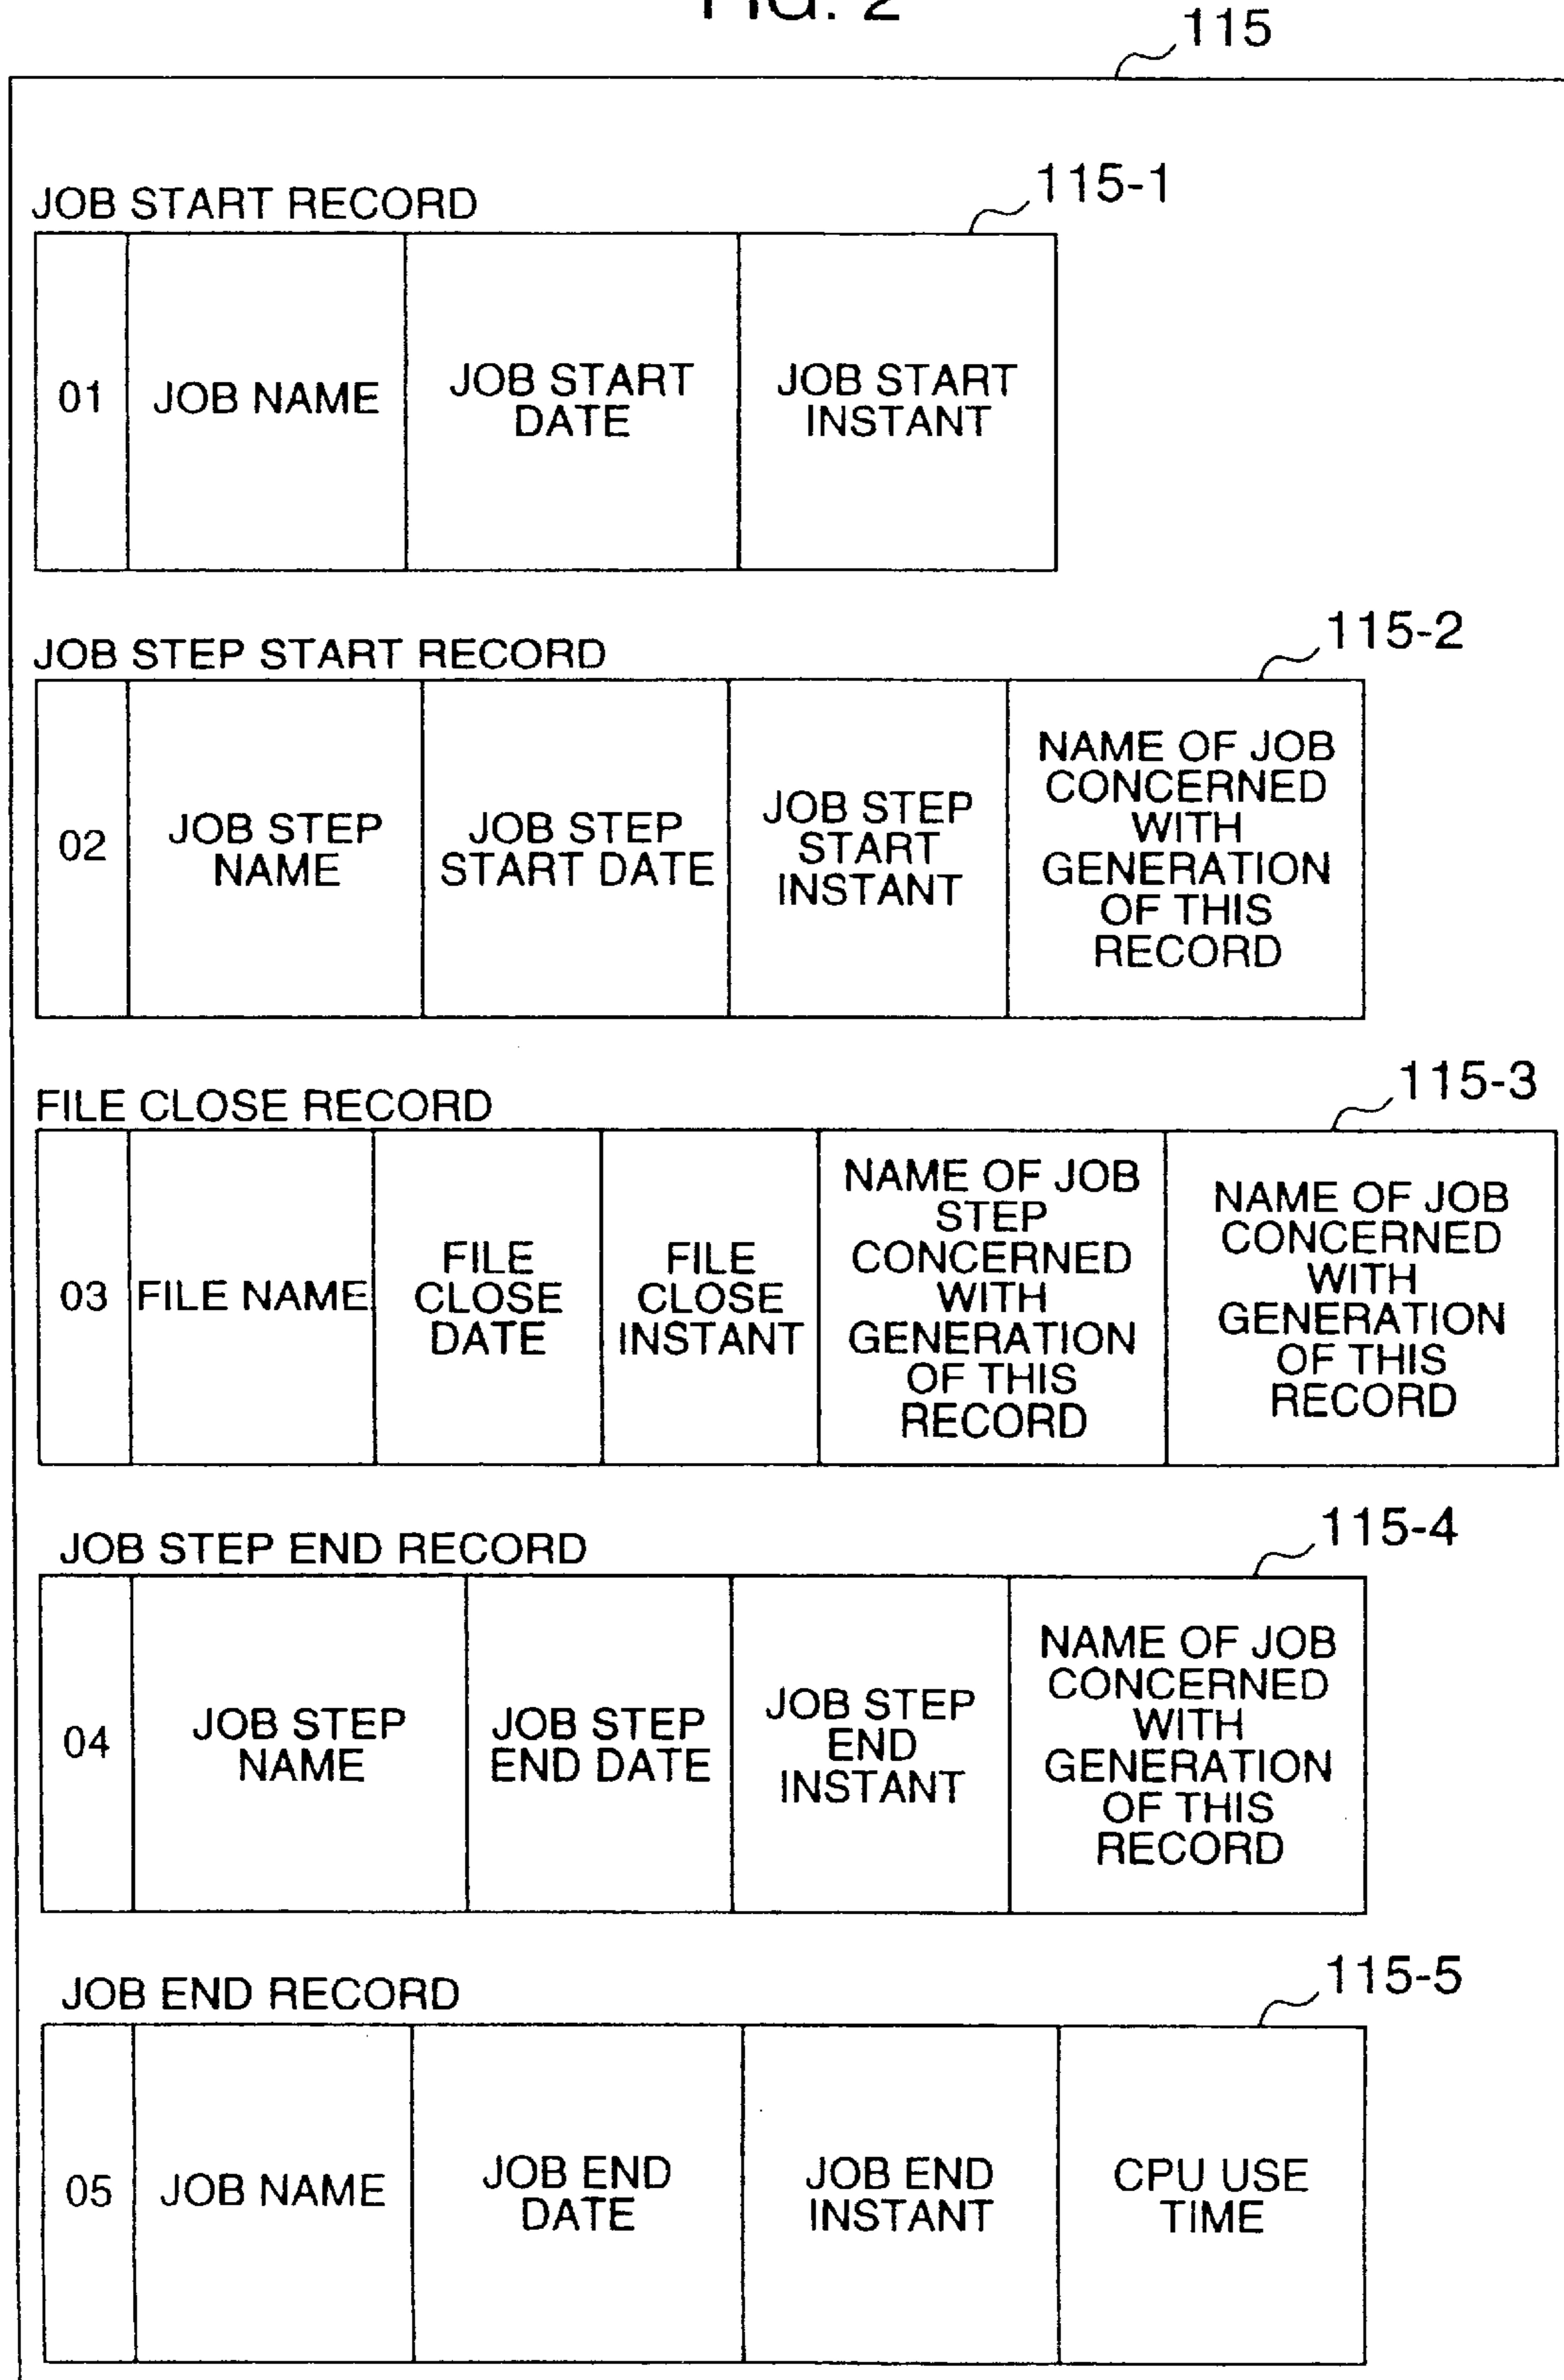 FIG. 2
115
JOB START RECORD
115-1
01
JOB NAME
JOB START
DATE
JOB START
INSTANT
JOB STEP START RECORD
115-2
02
JOB STEP
NAME
JOB STEP
START DATE
JOB STEP
START
INSTANT
NAME OF JOB
CONCERNED
WITH
GENERATION
OF THIS
RECORD
FILE CLOSE RECORD
115-3
03
FILE NAME
FILE
CLOSE
DATE
FILE
CLOSE
INSTANT
NAME OF JOB
STEP
CONCERNED
WITH
GENERATION
OF THIS
RECORD
NAME OF JOB
CONCERNED
WITH
GENERATION
OF THIS
RECORD
JOB STEP END RECORD
115-4
04
JOB STEP
NAME
JOB STEP
END DATE
JOB STEP
END
INSTANT
NAME OF JOB
CONCERNED
WITH
GENERATION
OF THIS
RECORD
JOB END RECORD
115-5
05
JOB NAME
JOB END
DATE
JOB END
INSTANT
CPU USE
TIME